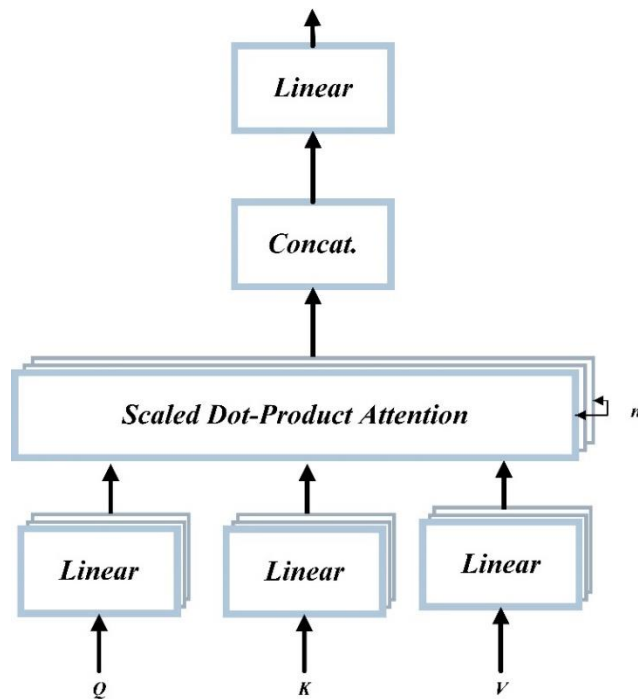 Linear
Concat.
Scaled Dot-Product Attention
n
Linear Linear Linear
Q K V